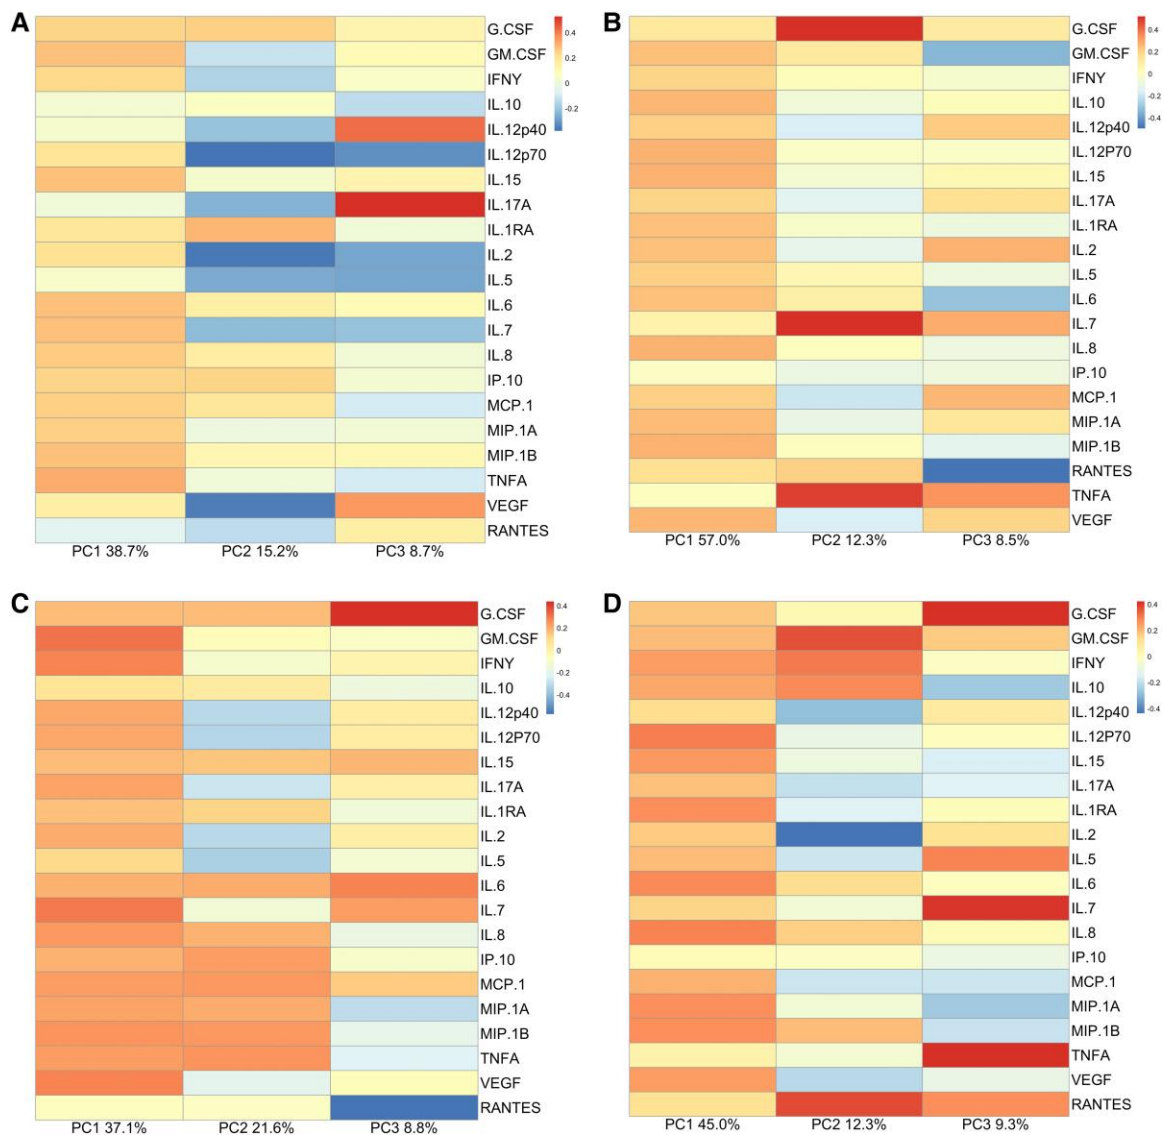 A
G.CSF
GM.CSF
IFNY
IL.10
IL.12p40
IL.12p70
IL.15
IL.17A
IL.1RA
IL.2
IL.5
IL.6
IL.7
IL.8
IP.10
MCP.1
MIP.1A
MIP.1B
TNFA
VEGF
RANTES
0.4
0.2
0
-0.2
PC1 38.7% PC2 15.2% PC3 8.7%
B
G.CSF
GM.CSF
IFNY
IL.10
IL.12p40
IL.12P70
IL.15
IL.17A
IL.1RA
IL.2
IL.5
IL.6
IL.7
IL.8
IP.10
MCP.1
MIP.1A
MIP.1B
RANTES
TNFA
VEGF
0.4
0.2
0
-0.2
-0.4
PC1 57.0% PC2 12.3% PC3 8.5%
C
G.CSF
GM.CSF
IFNY
IL.10
IL.12p40
IL.12P70
IL.15
IL.17A
IL.1RA
IL.2
IL.5
IL.6
IL.7
IL.8
IP.10
MCP.1
MIP.1A
MIP.1B
TNFA
VEGF
RANTES
0.4
0.2
0
-0.2
-0.4
PC1 37.1% PC2 21.6% PC3 8.8%
D
G.CSF
GM.CSF
IFNY
IL.10
IL.12p40
IL.12P70
IL.15
IL.17A
IL.1RA
IL.2
IL.5
IL.6
IL.7
IL.8
IP.10
MCP.1
MIP.1A
MIP.1B
TNFA
VEGF
RANTES
0.4
0.2
0
-0.2
-0.4
PC1 45.0% PC2 12.3% PC3 9.3%